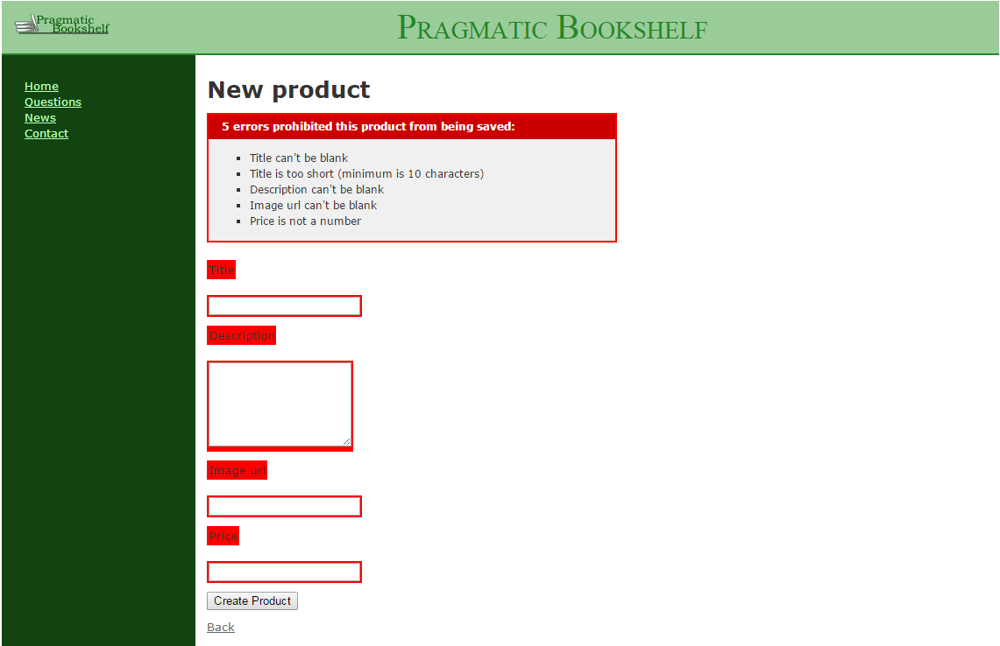 Pragmatic
Bookshelf
PRAGMATIC BOOKSHELF
Home
Questions
News
Contact
New product
5 errors prohibited this product from being saved:
Title can't be blank
Title is too short (minimum is 10 characters)
Description can't be blank
Image url can't be blank
Price is not a number
Title
Description
Image url
Price
Create Product
Back